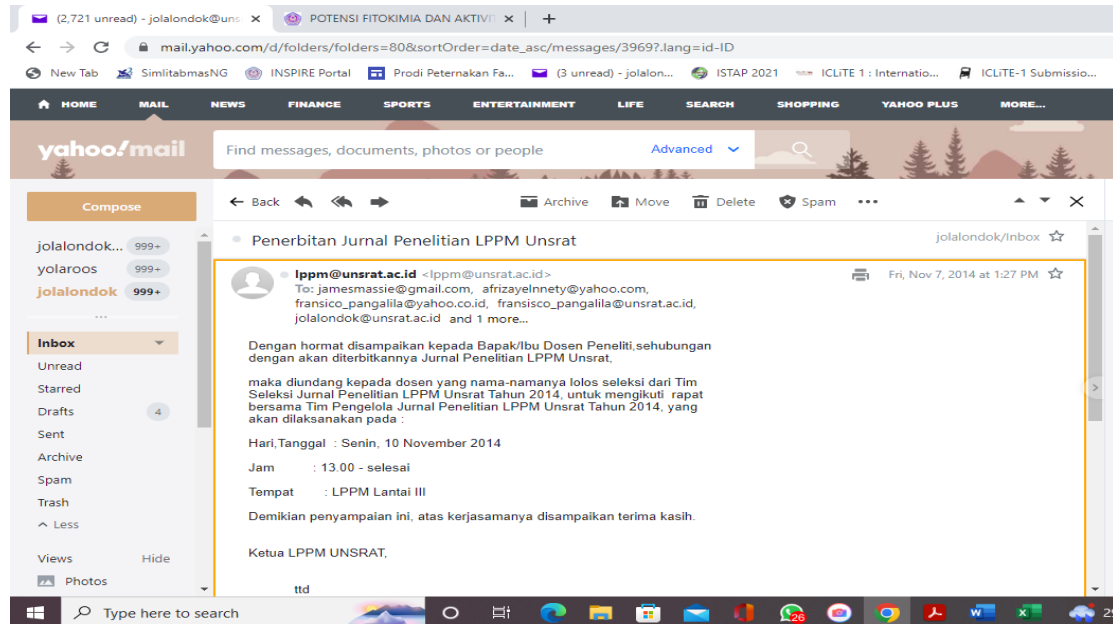 (2,721 unread) - jolalondok@uns
POTENSI FITOKIMIA DAN AKTIVIT
mail.yahoo.com/d/folders/folders=80&sortOrder=date_asc/messages/3969?.lang=id-ID
New Tab SimlitabmasNG INSPIRE Portal Prodi Peternakan Fa... (3 unread) - jolalon... ISTAP 2021 ICLiTE 1 : Internatio... ICLiTE-1 Submissio...
HOME MAIL NEWS FINANCE SPORTS ENTERTAINMENT LIFE SEARCH SHOPPING YAHOO PLUS MORE...
yahoo!mail Find messages, documents, photos or people Advanced
Compose
← Back Archive Move Delete Spam •••
jolalondok... 999+
yolaroos 999+
jolalondok 999+
...
Inbox
Unread
Starred
Drafts 4
Sent
Archive
Spam
Trash
Less
Views Hide
Photos
Penerbitan Jurnal Penelitian LPPM Unsrat jolalondok/Inbox
lppm@unsrat.ac.id <lppm@unsrat.ac.id> Fri, Nov 7, 2014 at 1:27 PM
To: jamesmassie@gmail.com, afrizayelnnety@yahoo.com,
fransico_pangalila@yahoo.co.id, fransisco_pangalila@unsrat.ac.id,
jolalondok@unsrat.ac.id and 1 more...
Dengan hormat disampaikan kepada Bapak/Ibu Dosen Peneliti,sehubungan
dengan akan diterbitkannya Jurnal Penelitian LPPM Unsrat,
maka diundang kepada dosen yang nama-namanya lolos seleksi dari Tim
Seleksi Jurnal Penelitian LPPM Unsrat Tahun 2014, untuk mengikuti rapat
bersama Tim Pengelola Jurnal Penelitian LPPM Unsrat Tahun 2014, yang
akan dilaksanakan pada :
Hari,Tanggal : Senin, 10 November 2014
Jam : 13.00 - selesai
Tempat : LPPM Lantai III
Demikian penyampaian ini, atas kerjasamanya disampaikan terima kasih.
Ketua LPPM UNSRAT,
ttd
Type here to search
26
29